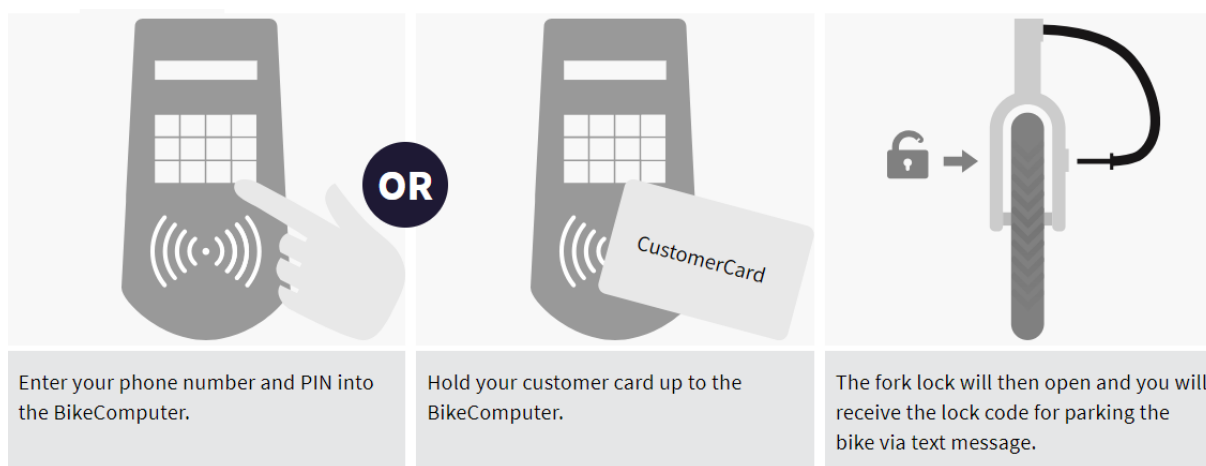 OR
CustomerCard
Enter your phone number and PIN into
the BikeComputer.
Hold your customer card up to the
BikeComputer.
The fork lock will then open and you will
receive the lock code for parking the
bike via text message.